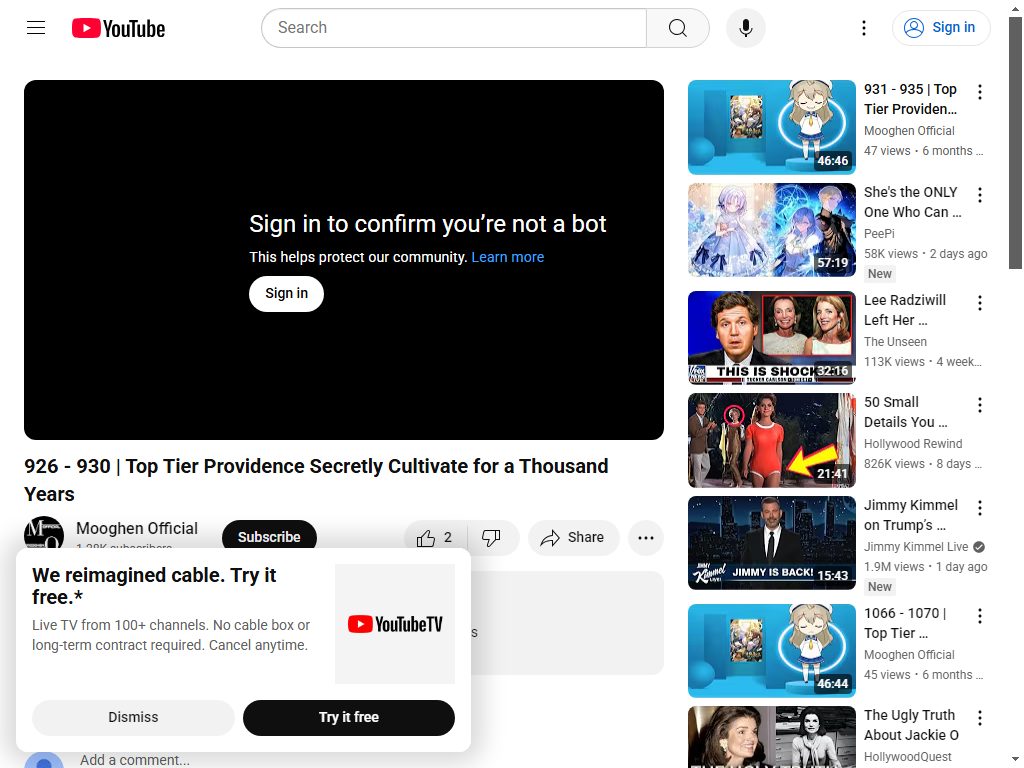 YouTube
Search
Sign in
Sign in to confirm you’re not a bot
This helps protect our community. Learn more
Sign in
926 - 930 | Top Tier Providence Secretly Cultivate for a Thousand
Years
Mooghen Official
Subscribe
2
Share
We reimagined cable. Try it
free.*
Live TV from 100+ channels. No cable box or
long-term contract required. Cancel anytime.
YouTubeTV
Dismiss
Try it free
Add a comment...
931 - 935 | Top
Tier Providen...
Mooghen Official
47 views • 6 months ...
46:46
She's the ONLY
One Who Can ...
PeePi
58K views • 2 days ago
New
57:19
Lee Radziwill
Left Her ...
The Unseen
113K views • 4 week...
THIS IS SHOCK
32:16
50 Small
Details You ...
Hollywood Rewind
826K views • 8 days ...
21:41
Jimmy Kimmel
on Trump’s ...
Jimmy Kimmel Live
1.9M views • 1 day ago
New
JIMMY KIMMEL LIVE!
JIMMY IS BACK!
15:43
1066 - 1070 |
Top Tier ...
Mooghen Official
45 views • 6 months ...
46:44
The Ugly Truth
About Jackie O
HollywoodQuest